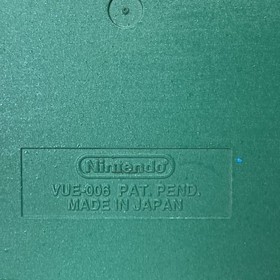 Nintendo
VUE-006 PAT. PEND.
MADE IN JAPAN